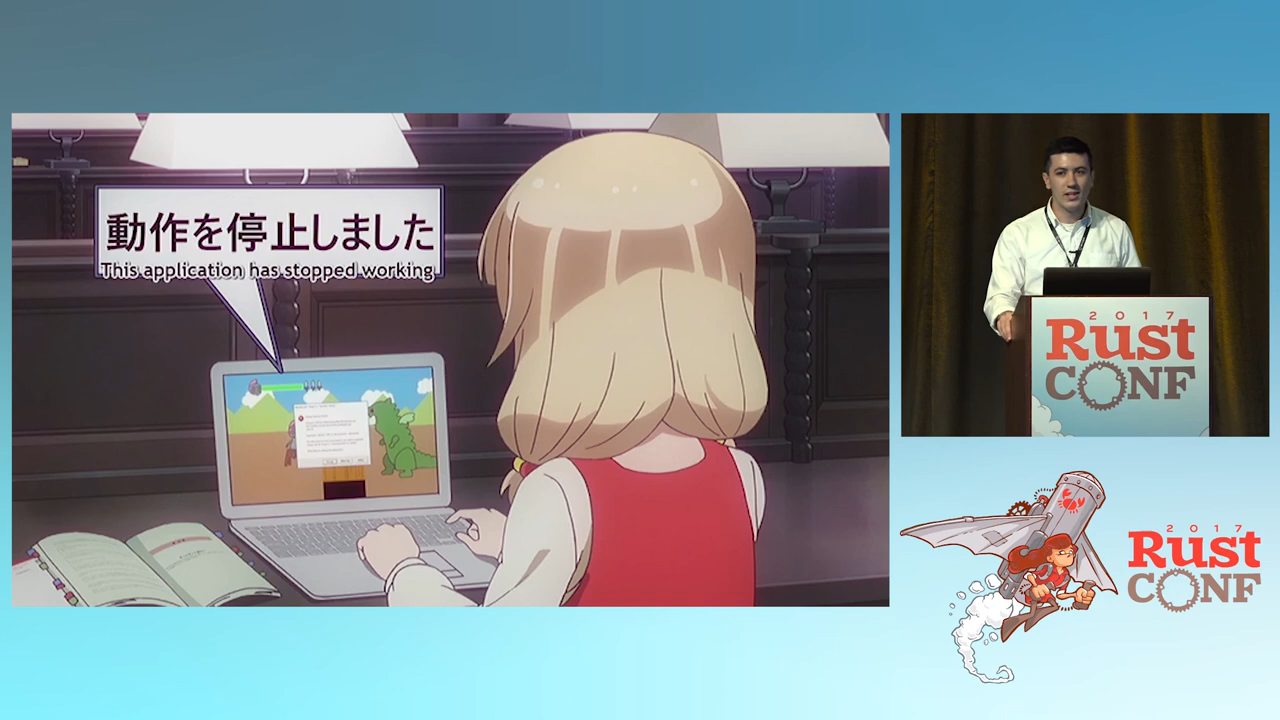 動作を停止しました
This application has stopped working
2017
Rust
CONF
2017
Rust
CONF